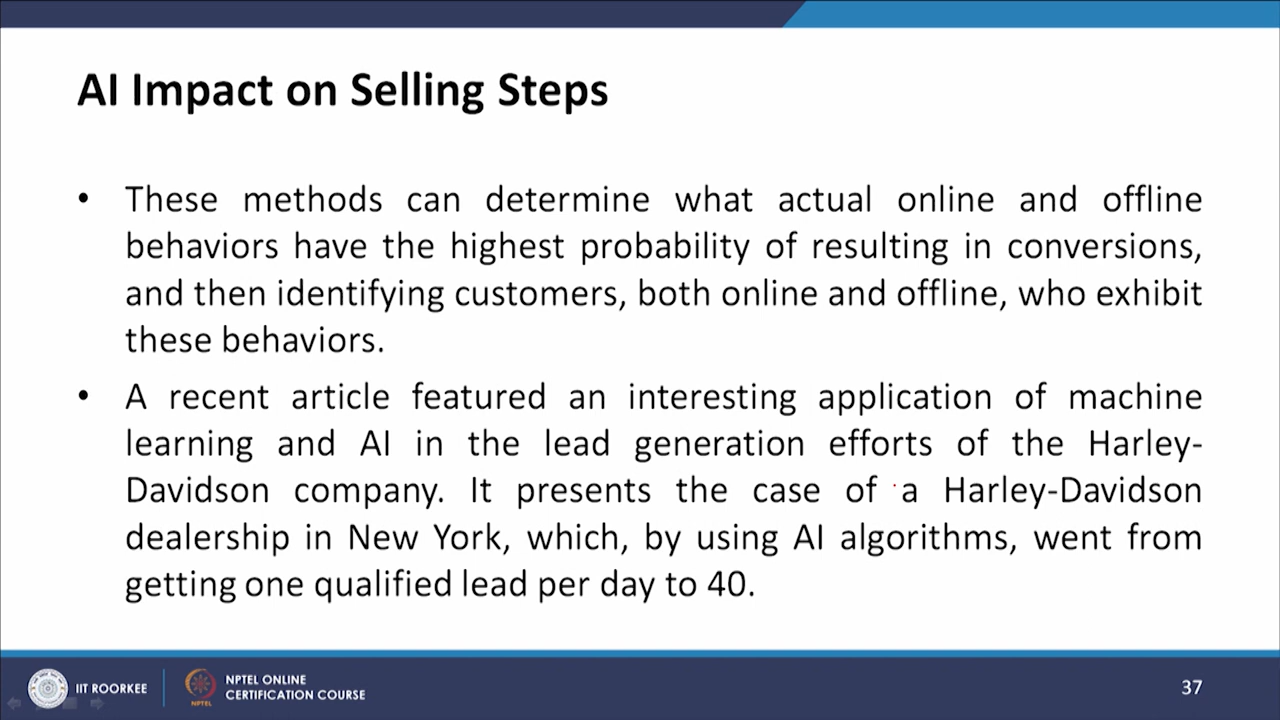 AI Impact on Selling Steps
• These methods can determine what actual online and offline
behaviors have the highest probability of resulting in conversions,
and then identifying customers, both online and offline, who exhibit
these behaviors.
• A recent article featured an interesting application of machine
learning and AI in the lead generation efforts of the Harley-
Davidson company. It presents the case of a Harley-Davidson
dealership in New York, which, by using AI algorithms, went from
getting one qualified lead per day to 40.
IIT ROORKEE
NPTEL
NPTEL ONLINE
CERTIFICATION COURSE
37